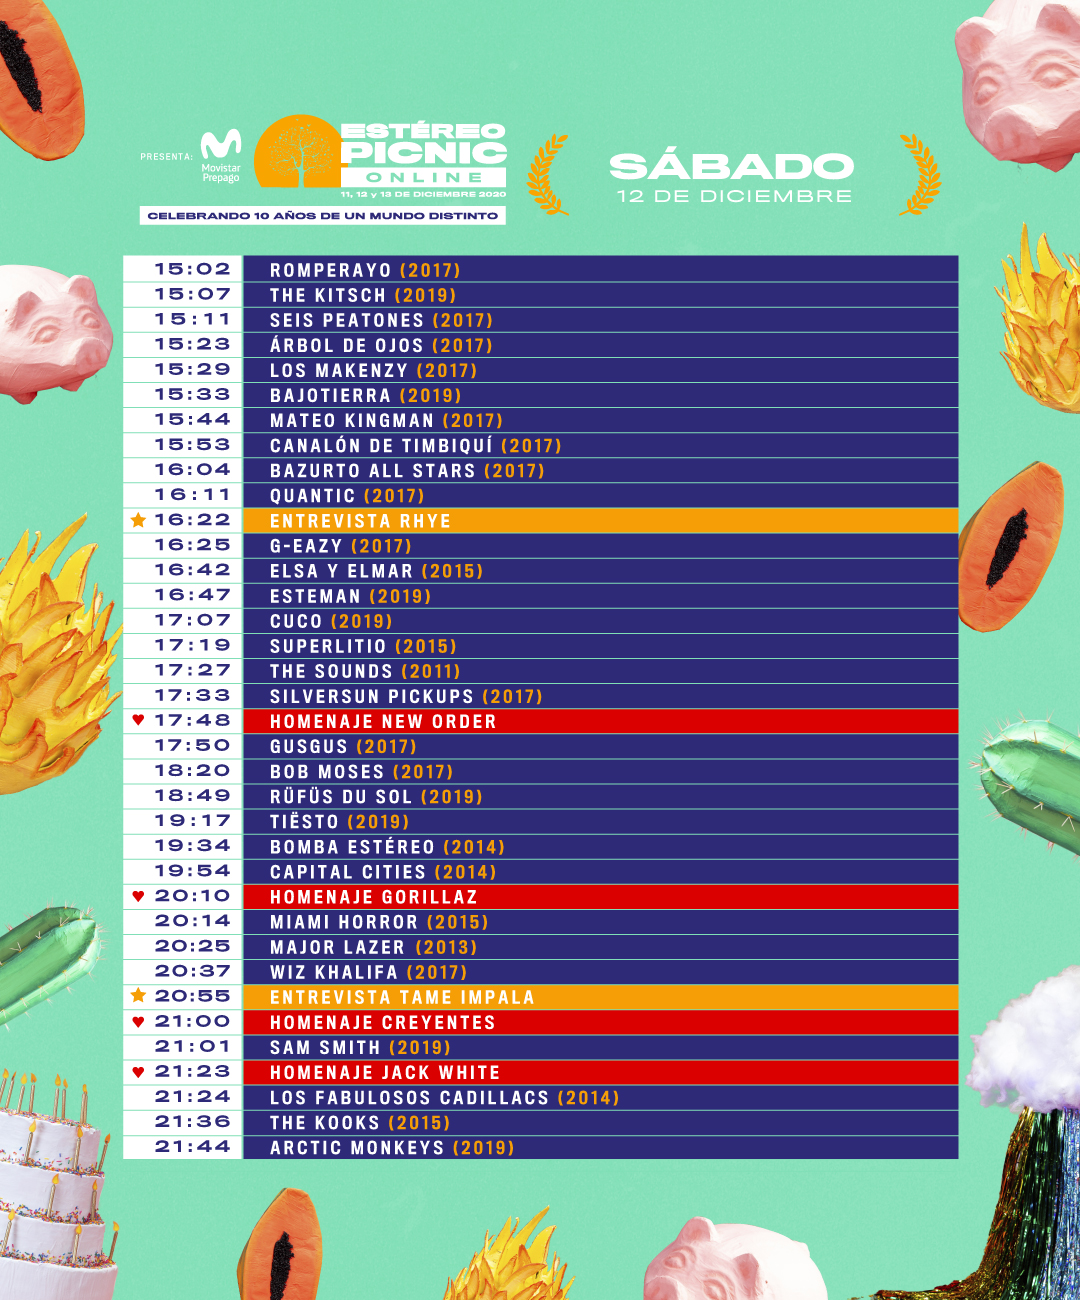 PRESENTA:
Movistar
Prepago
ESTÉREO
PICNIC
ONLINE
11, 12 y 13 DE DICIEMBRE 2020
CELEBRANDO 10 AÑOS DE UN MUNDO DISTINTO
SÁBADO
12 DE DICIEMBRE
15:02 ROMPERAYO (2017)
15:07 THE KITSCH (2019)
15:11 SEIS PEATONES (2017)
15:23 ÁRBOL DE OJOS (2017)
15:29 LOS MAKENZY (2017)
15:33 BAJOTIERRA (2019)
15:44 MATEO KINGMAN (2017)
15:53 CANALÓN DE TIMBIQUÍ (2017)
16:04 BAZURTO ALL STARS (2017)
16:11 QUANTIC (2017)
16:22 ENTREVISTA RHYE
16:25 G-EAZY (2017)
16:42 ELSA Y ELMAR (2015)
16:47 ESTEMAN (2019)
17:07 CUCO (2019)
17:19 SUPERLITIO (2015)
17:27 THE SOUNDS (2011)
17:33 SILVERSUN PICKUPS (2017)
17:48 HOMENAJE NEW ORDER
17:50 GUSGUS (2017)
18:20 BOB MOSES (2017)
18:49 RÜFÜS DU SOL (2019)
19:17 TIËSTO (2019)
19:34 BOMBA ESTÉREO (2014)
19:54 CAPITAL CITIES (2014)
20:10 HOMENAJE GORILLAZ
20:14 MIAMI HORROR (2015)
20:25 MAJOR LAZER (2013)
20:37 WIZ KHALIFA (2017)
20:55 ENTREVISTA TAME IMPALA
21:00 HOMENAJE CREYENTES
21:01 SAM SMITH (2019)
21:23 HOMENAJE JACK WHITE
21:24 LOS FABULOSOS CADILLACS (2014)
21:36 THE KOOKS (2015)
21:44 ARCTIC MONKEYS (2019)